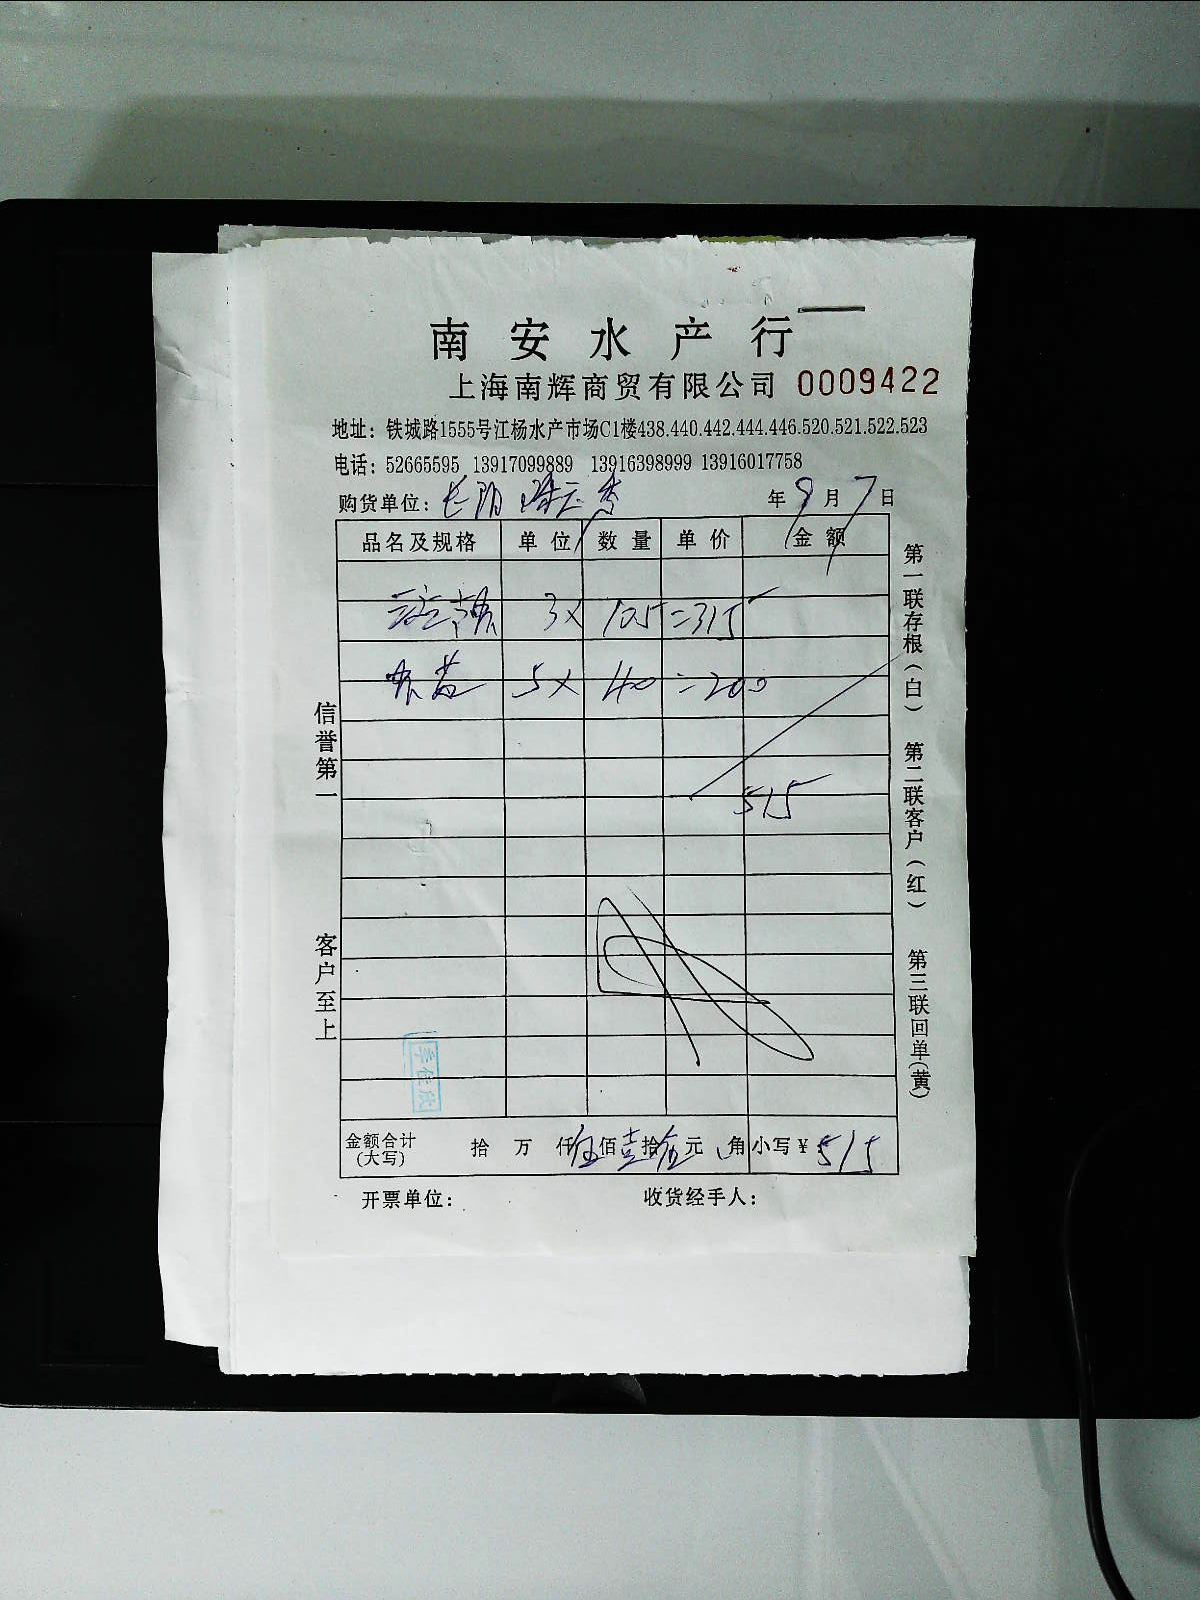 南安水产行
上海南辉商贸有限公司 0009422
地址：铁城路1555号江杨水产市场C1楼438.440.442.444.446.520.521.522.523
电话：52665595 13917099889 13916398999 13916017758
购货单位：长阳 年9月7日
品名及规格 单位 数量 单价 金额
3× 105=315
5× 40=200
515
金额合计(大写) 拾 万 仟伍佰壹拾伍元 角 小写¥515
开票单位： 收货经手人：
信誉第一
客户至上
第一联存根(白) 第二联客户(红) 第三联回单(黄)